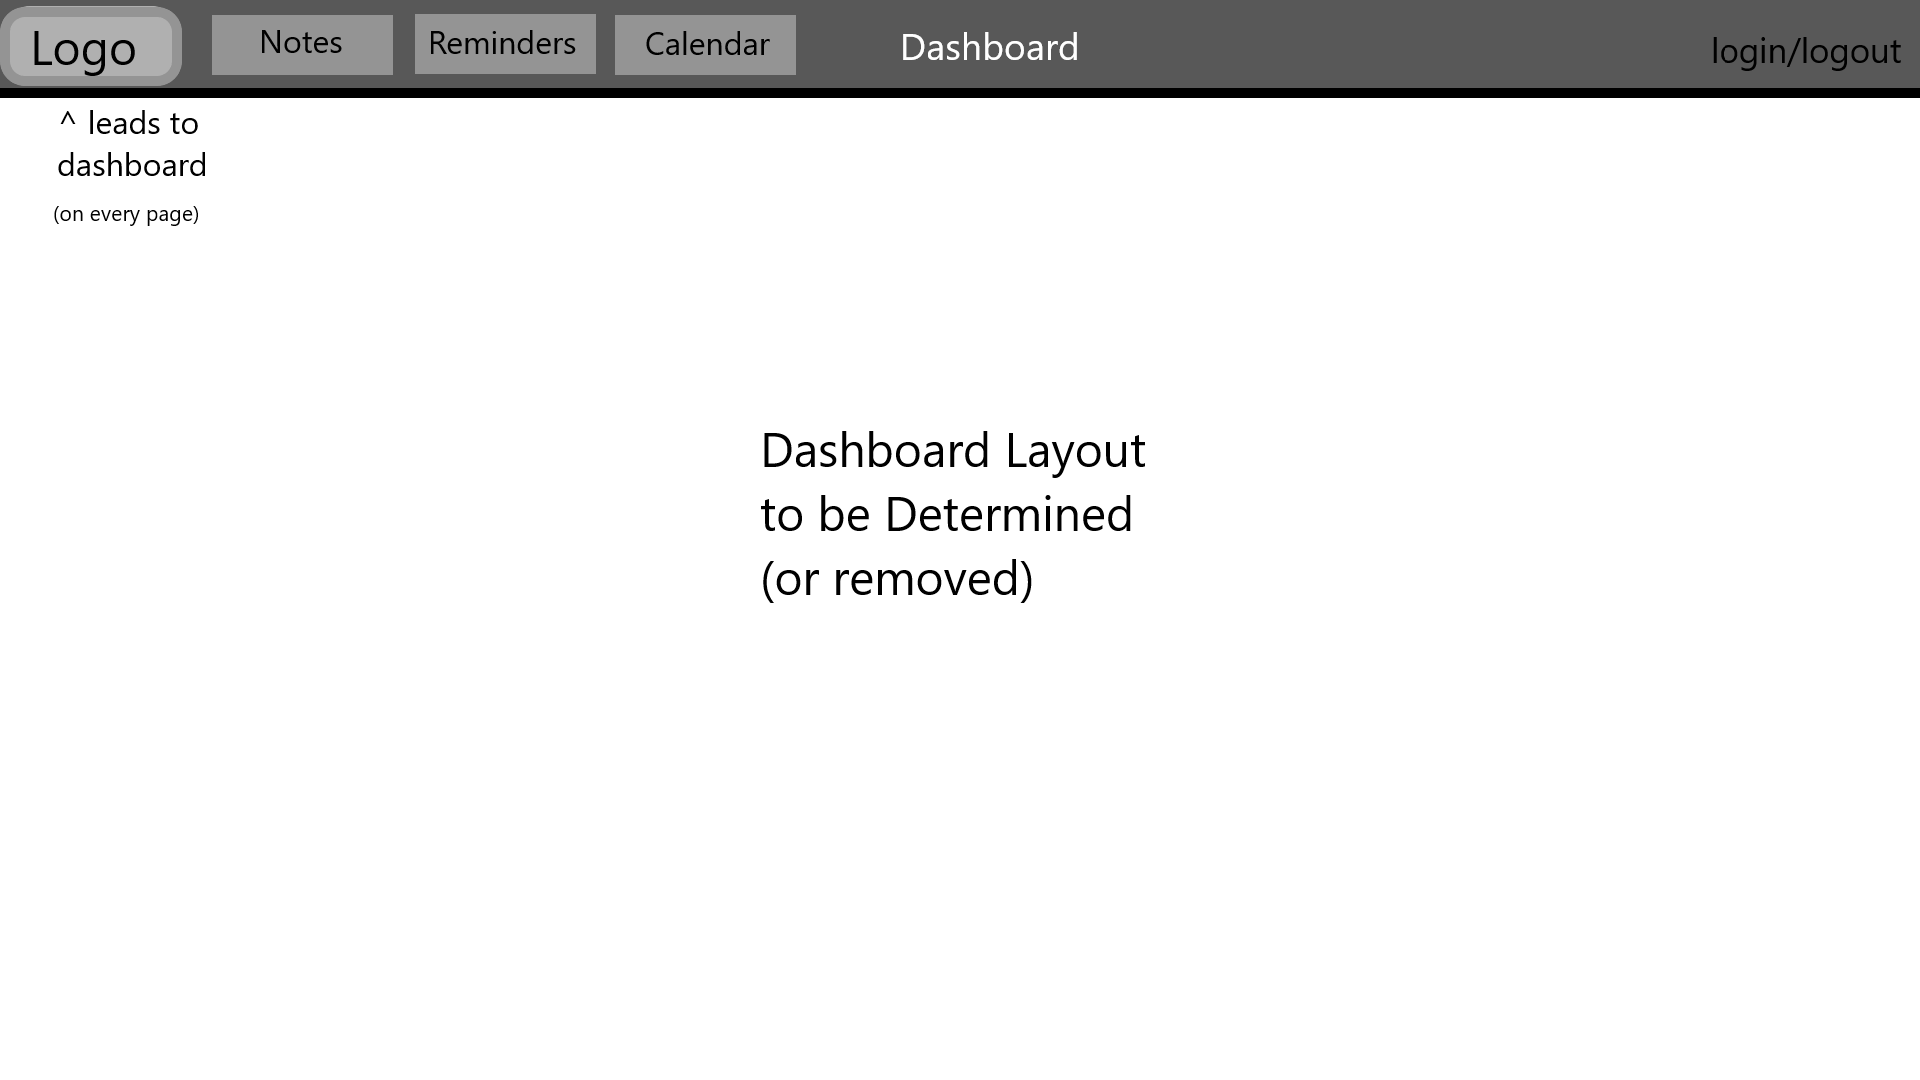 Logo
Notes
Reminders
Calendar
Dashboard
login/logout
^ leads to
dashboard
(on every page)
Dashboard Layout
to be Determined
(or removed)